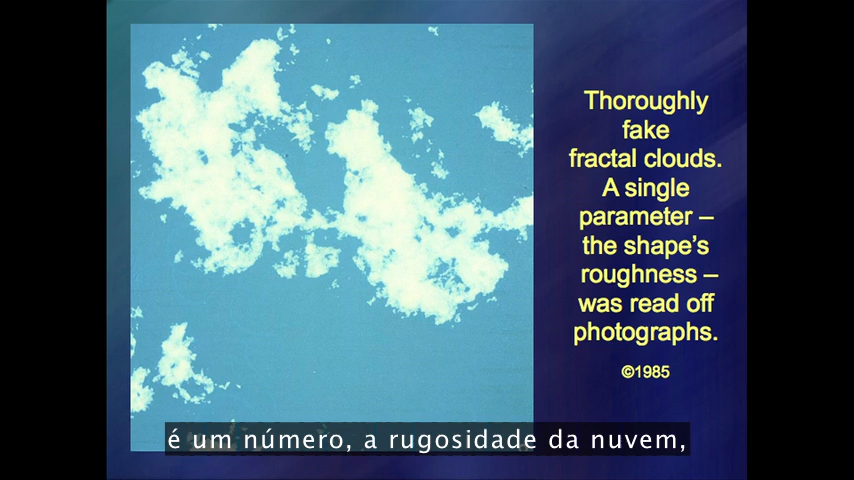 Thoroughly
fake
fractal clouds.
A single
parameter –
the shape's
roughness –
was read off
photographs.
©1985
é um número, a rugosidade da nuvem,